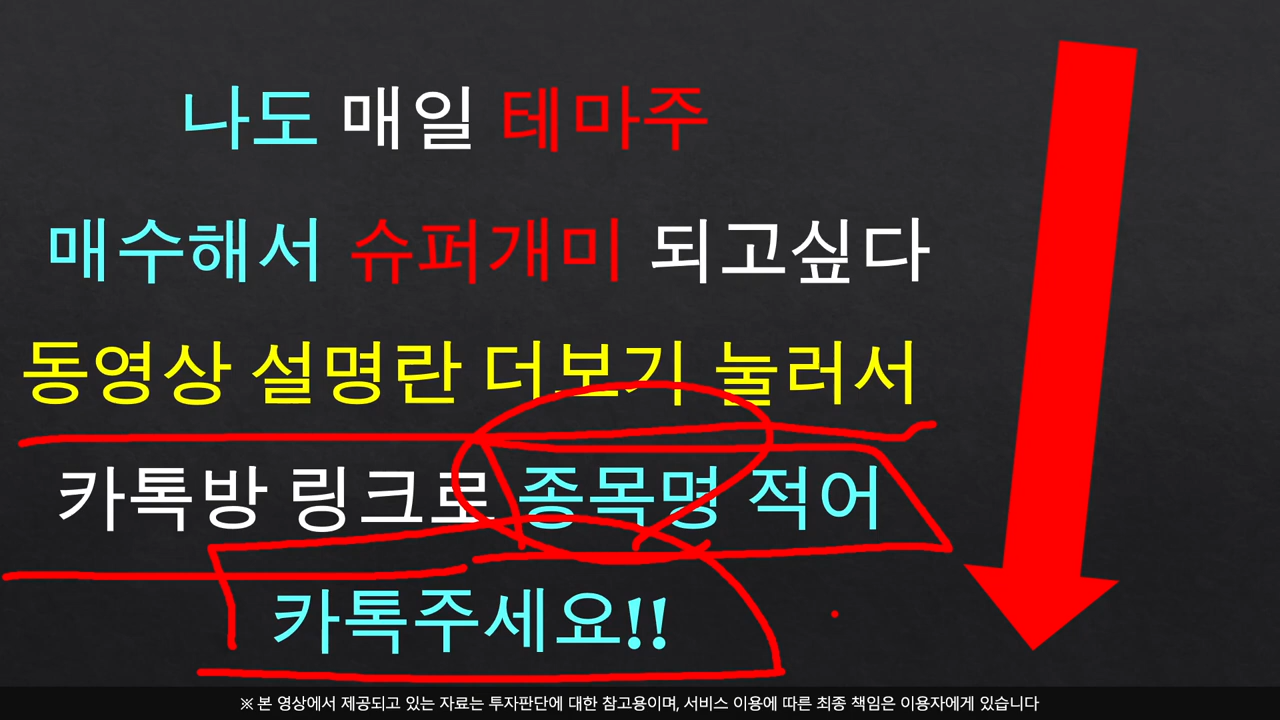 나도 매일 테마주
매수해서 슈퍼개미 되고싶다
동영상 설명란 더보기 눌러서
카톡방 링크로 종목명 적어
카톡주세요!!
※ 본 영상에서 제공되고 있는 자료는 투자판단에 대한 참고용이며, 서비스 이용에 따른 최종 책임은 이용자에게 있습니다